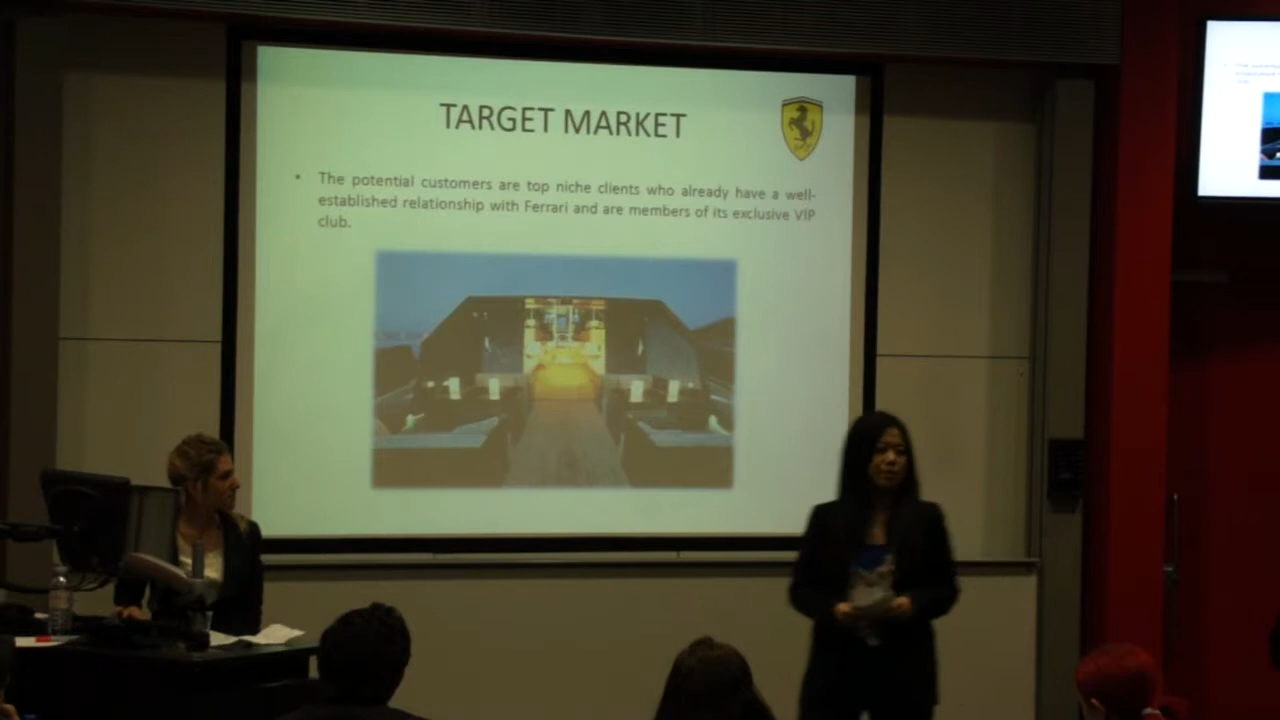 TARGET MARKET
• The potential customers are top niche clients who already have a well-
established relationship with Ferrari and are members of its exclusive VIP
club.